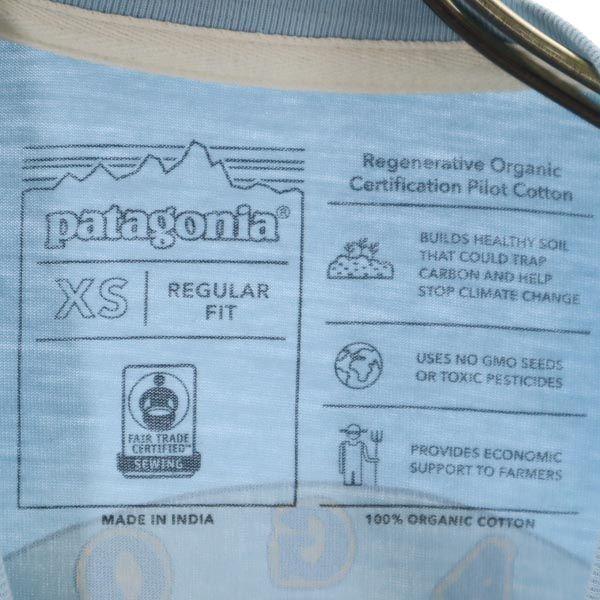 patagonia®
XS
REGULAR
FIT
FAIR TRADE
CERTIFIED™
SEWING
MADE IN INDIA
Regenerative Organic
Certification Pilot Cotton
BUILDS HEALTHY SOIL
THAT COULD TRAP
CARBON AND HELP
STOP CLIMATE CHANGE
USES NO GMO SEEDS
OR TOXIC PESTICIDES
PROVIDES ECONOMIC
SUPPORT TO FARMERS
100% ORGANIC COTTON